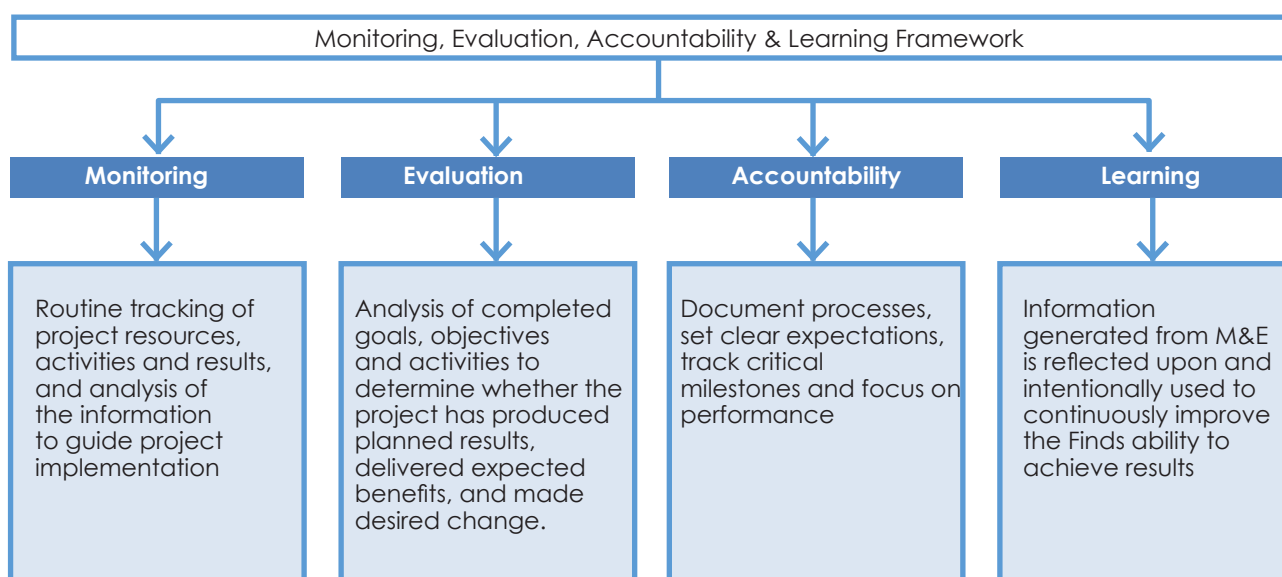 Monitoring, Evaluation, Accountability & Learning Framework
Monitoring
Evaluation
Accountability
Learning
Routine tracking of
project resources,
activities and results,
and analysis of
the information
to guide project
implementation
Analysis of completed
goals, objectives
and activities to
determine whether the
project has produced
planned results,
delivered expected
benefits, and made
desired change.
Document processes,
set clear expectations,
track critical
milestones and focus on
performance
Information
generated from M&E
is reflected upon and
intentionally used to
continuously improve
the Finds ability to
achieve results